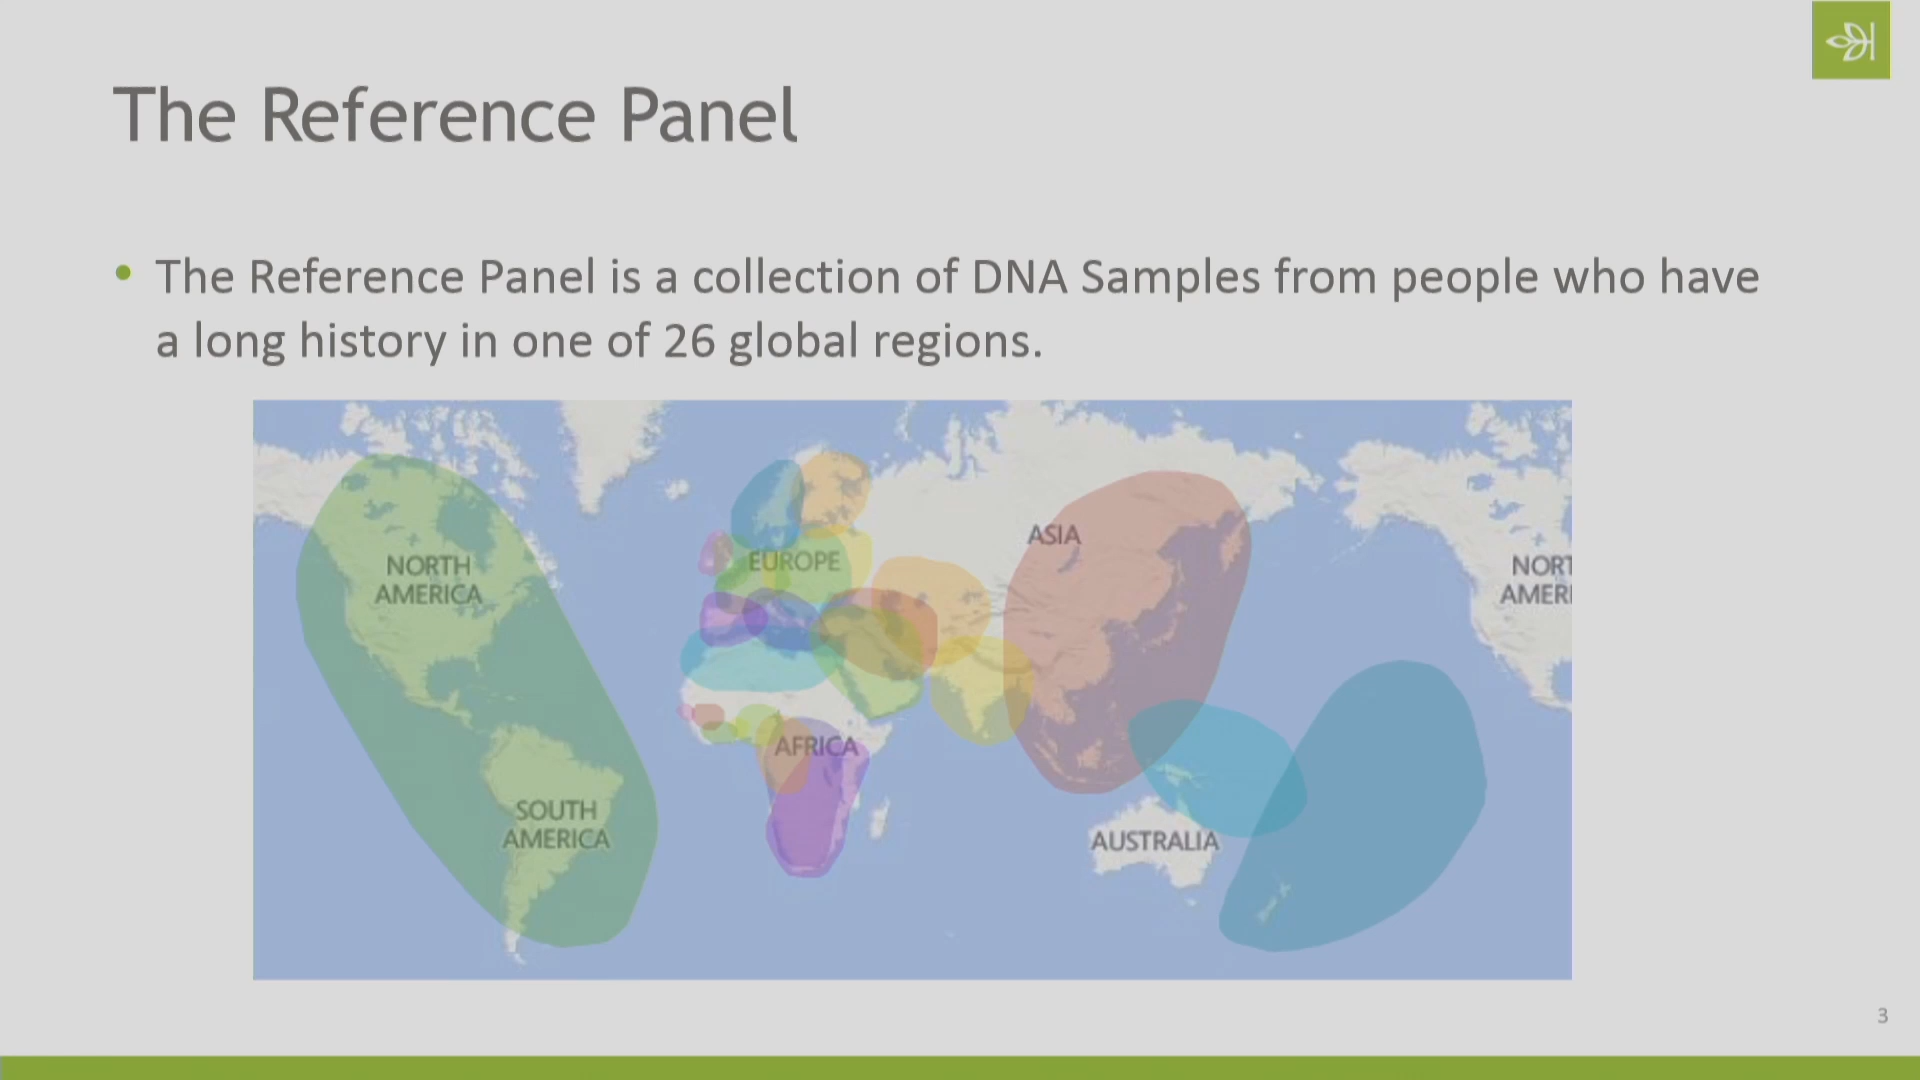 The Reference Panel
• The Reference Panel is a collection of DNA Samples from people who have
a long history in one of 26 global regions.
NORTH
AMERICA
EUROPE
ASIA
NORT
AMERI
AFRICA
SOUTH
AMERICA
AUSTRALIA
3